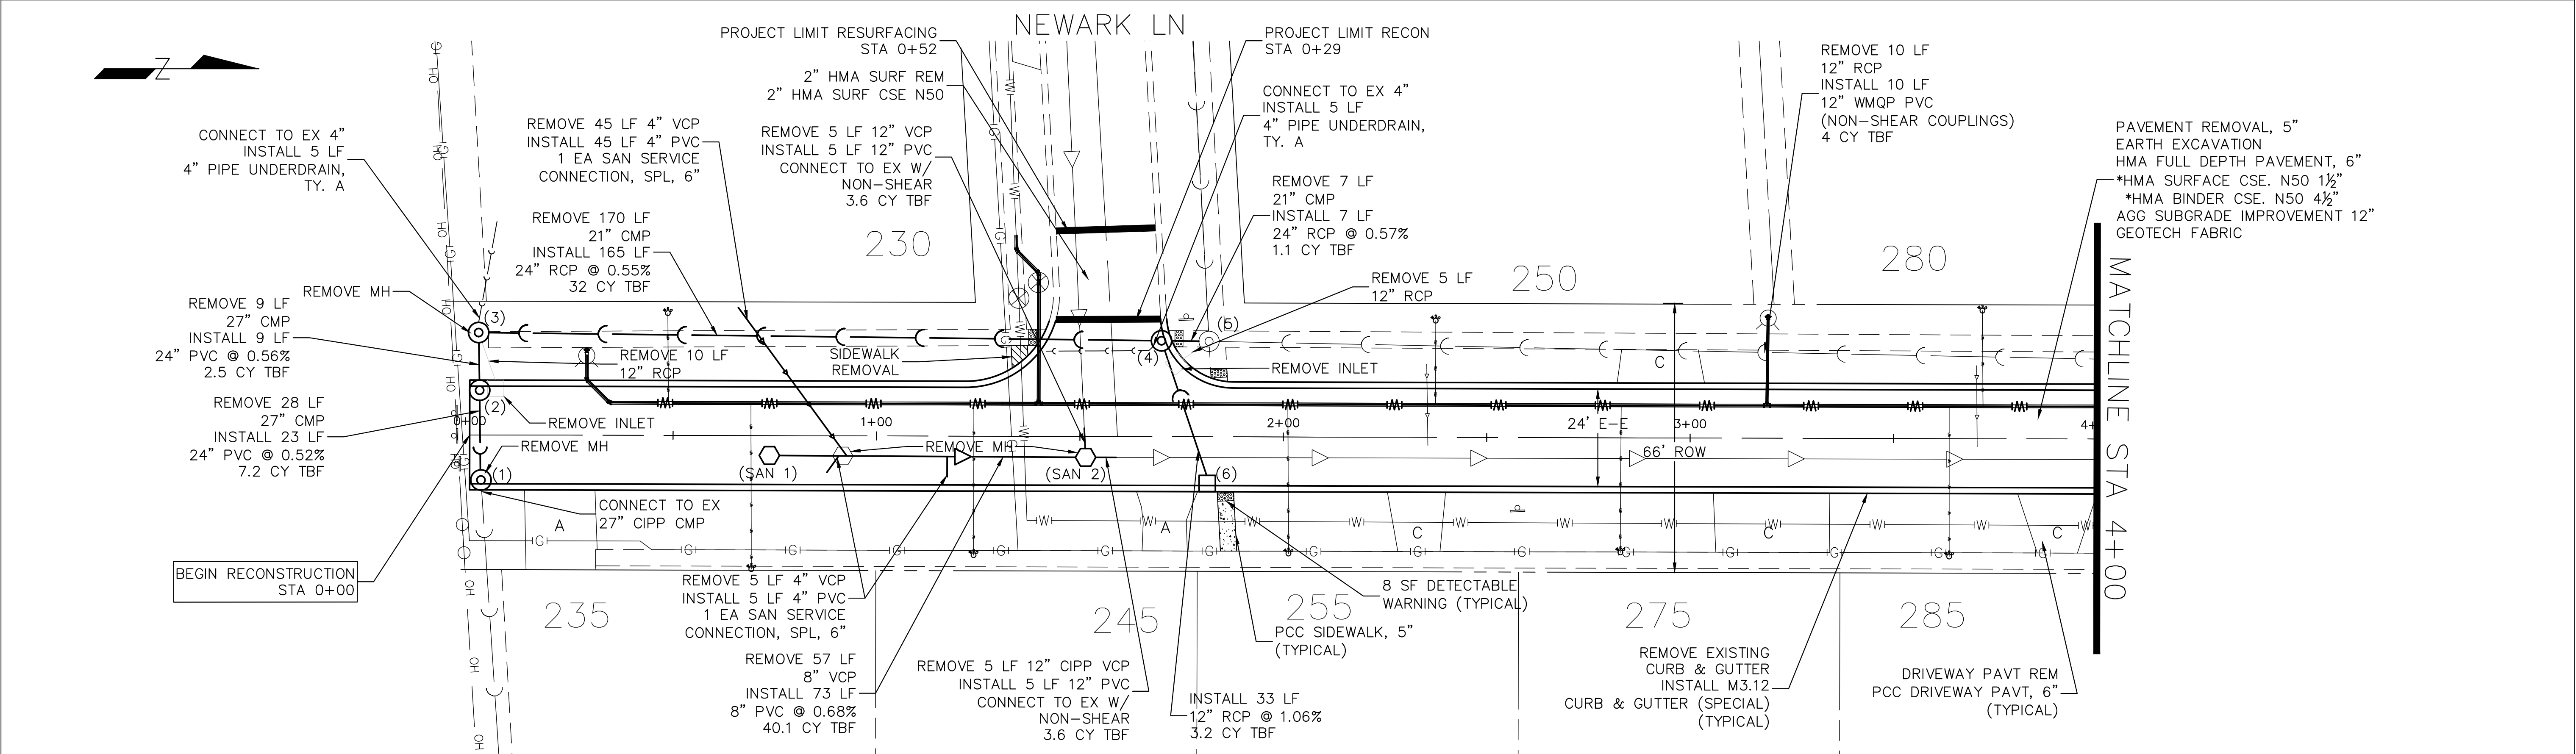 NEWARK LN
PROJECT LIMIT RESURFACING
STA 0+52
2" HMA SURF REM
2" HMA SURF CSE N50
PROJECT LIMIT RECON
STA 0+29
CONNECT TO EX 4"
INSTALL 5 LF
4" PIPE UNDERDRAIN,
TY. A
REMOVE 10 LF
12" RCP
INSTALL 10 LF
12" WMQP PVC
(NON-SHEAR COUPLINGS)
4 CY TBF
PAVEMENT REMOVAL, 5"
EARTH EXCAVATION
HMA FULL DEPTH PAVEMENT, 6"
*HMA SURFACE CSE. N50 1½"
*HMA BINDER CSE. N50 4½"
AGG SUBGRADE IMPROVEMENT 12"
GEOTECH FABRIC
Z
CONNECT TO EX 4"
INSTALL 5 LF
4" PIPE UNDERDRAIN,
TY. A
REMOVE 45 LF 4" VCP
INSTALL 45 LF 4" PVC
1 EA SAN SERVICE
CONNECTION, SPL, 6"
REMOVE 5 LF 12" VCP
INSTALL 5 LF 12" PVC
CONNECT TO EX W/
NON-SHEAR
3.6 CY TBF
REMOVE 7 LF
21" CMP
INSTALL 7 LF
24" RCP @ 0.57%
1.1 CY TBF
REMOVE 170 LF
21" CMP
INSTALL 165 LF
24" RCP @ 0.55%
32 CY TBF
230
250
280
REMOVE 5 LF
12" RCP
REMOVE MH
REMOVE 9 LF
27" CMP
INSTALL 9 LF
24" PVC @ 0.56%
2.5 CY TBF
(3)
(4)
(5)
REMOVE 10 LF
12" RCP
SIDEWALK
REMOVAL
REMOVE INLET
C
REMOVE 28 LF
27" CMP
INSTALL 23 LF
24" PVC @ 0.52%
7.2 CY TBF
(2)
REMOVE INLET
0+00
1+00
2+00
3+00
4+
24' E-E
66' ROW
REMOVE MH
REMOVE MH
(1)
(SAN 1)
(SAN 2)
(6)
CONNECT TO EX
27" CIPP CMP
A
A
C
C
C
MATCHLINE STA 4+00
BEGIN RECONSTRUCTION
STA 0+00
REMOVE 5 LF 4" VCP
INSTALL 5 LF 4" PVC
1 EA SAN SERVICE
CONNECTION, SPL, 6"
8 SF DETECTABLE
WARNING (TYPICAL)
235
245
255
275
285
PCC SIDEWALK, 5"
(TYPICAL)
REMOVE 57 LF
8" VCP
INSTALL 73 LF
8" PVC @ 0.68%
40.1 CY TBF
REMOVE 5 LF 12" CIPP VCP
INSTALL 5 LF 12" PVC
CONNECT TO EX W/
NON-SHEAR
3.6 CY TBF
INSTALL 33 LF
12" RCP @ 1.06%
3.2 CY TBF
REMOVE EXISTING
CURB & GUTTER
INSTALL M3.12
CURB & GUTTER (SPECIAL)
(TYPICAL)
DRIVEWAY PAVT REM
PCC DRIVEWAY PAVT, 6"
(TYPICAL)